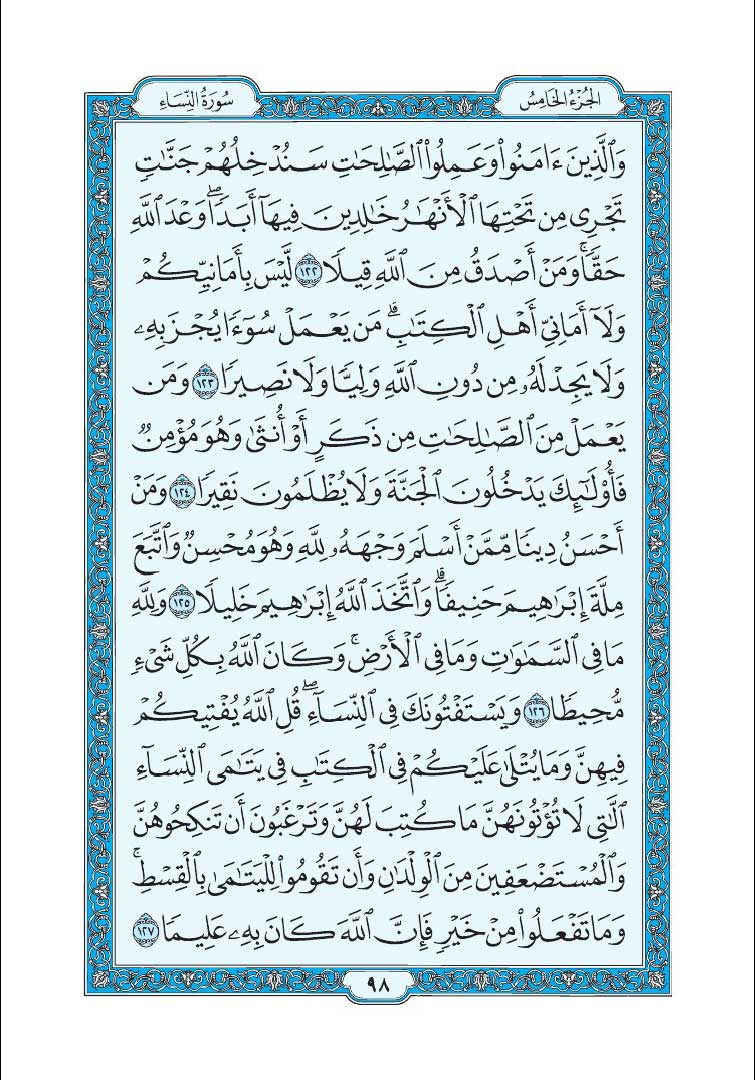 الجُزْءُ الخَامِسُ
سُورَةُ النِّسَاءِ
وَالَّذِينَ ءَامَنُوا۟ وَعَمِلُوا۟ الصَّـٰلِحَـٰتِ سَنُدْخِلُهُمْ جَنَّـٰتٍ
تَجْرِى مِن تَحْتِهَا الْأَنْهَـٰرُ خَـٰلِدِينَ فِيهَآ أَبَدًا ۖ وَعْدَ اللَّهِ
حَقًّا ۚ وَمَنْ أَصْدَقُ مِنَ اللَّهِ قِيلًا ١٢٢ لَّيْسَ بِأَمَانِيِّكُمْ
وَلَآ أَمَانِىِّ أَهْلِ الْكِتَـٰبِ ۗ مَن يَعْمَلْ سُوٓءًا يُجْزَ بِهِۦ
وَلَا يَجِدْ لَهُۥ مِن دُونِ اللَّهِ وَلِيًّا وَلَا نَصِيرًا ١٢٣ وَمَن
يَعْمَلْ مِنَ الصَّـٰلِحَـٰتِ مِن ذَكَرٍ أَوْ أُنثَىٰ وَهُوَ مُؤْمِنٌ
فَأُو۟لَـٰٓئِكَ يَدْخُلُونَ الْجَنَّةَ وَلَا يُظْلَمُونَ نَقِيرًا ١٢٤ وَمَنْ
أَحْسَنُ دِينًا مِّمَّنْ أَسْلَمَ وَجْهَهُۥ لِلَّهِ وَهُوَ مُحْسِنٌ وَاتَّبَعَ
مِلَّةَ إِبْرَٰهِيمَ حَنِيفًا ۗ وَاتَّخَذَ اللَّهُ إِبْرَٰهِيمَ خَلِيلًا ١٢٥ وَلِلَّهِ
مَا فِى السَّمَـٰوَٰتِ وَمَا فِى الْأَرْضِ ۚ وَكَانَ اللَّهُ بِكُلِّ شَىْءٍ
مُّحِيطًا ١٢٦ وَيَسْتَفْتُونَكَ فِى النِّسَآءِ ۖ قُلِ اللَّهُ يُفْتِيكُمْ
فِيهِنَّ وَمَا يُتْلَىٰ عَلَيْكُمْ فِى الْكِتَـٰبِ فِى يَتَـٰمَى النِّسَآءِ
الَّـٰتِى لَا تُؤْتُونَهُنَّ مَا كُتِبَ لَهُنَّ وَتَرْغَبُونَ أَن تَنكِحُوهُنَّ
وَالْمُسْتَضْعَفِينَ مِنَ الْوِلْدَٰنِ وَأَن تَقُومُوا۟ لِلْيَتَـٰمَىٰ بِالْقِسْطِ ۚ
وَمَا تَفْعَلُوا۟ مِنْ خَيْرٍ فَإِنَّ اللَّهَ كَانَ بِهِۦ عَلِيمًا ١٢٧
٩٨